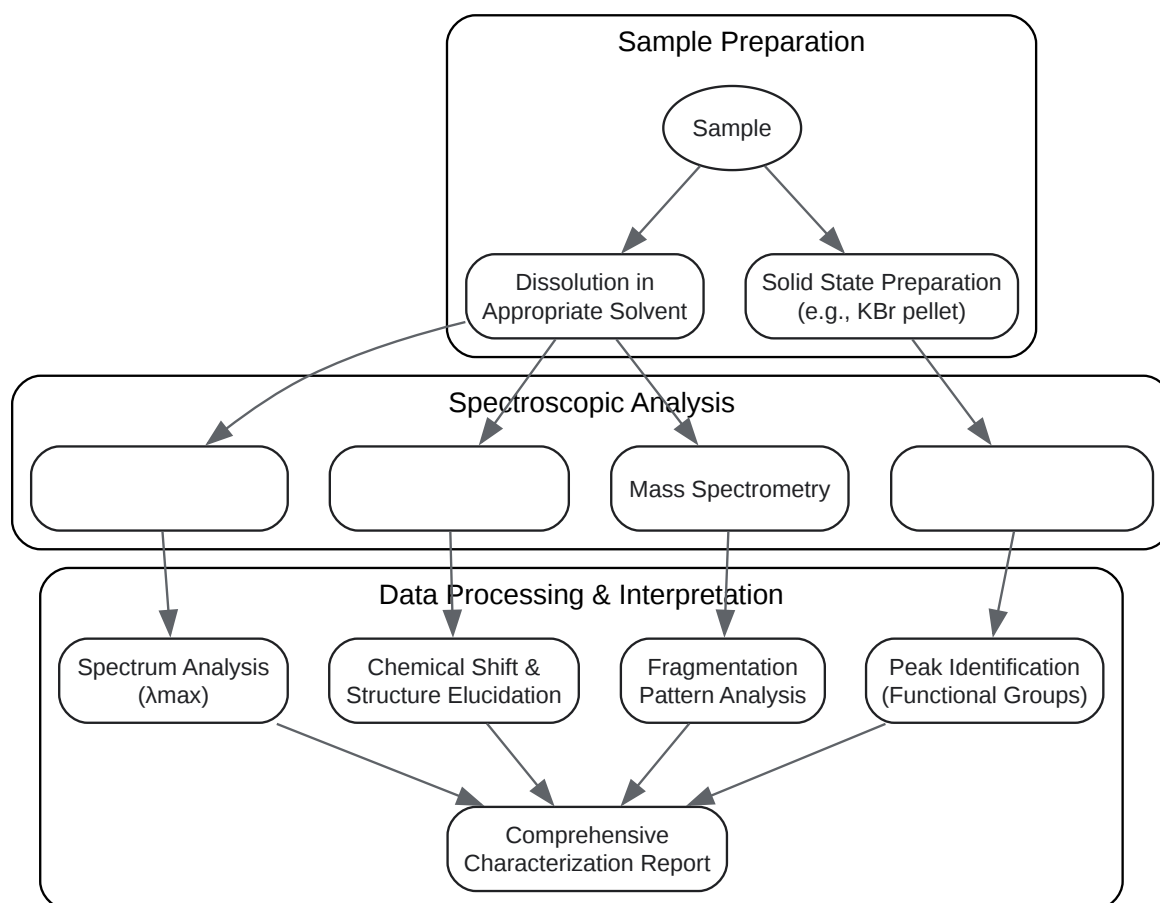 Sample Preparation
Sample
Dissolution in
Appropriate Solvent
Solid State Preparation
(e.g., KBr pellet)
Spectroscopic Analysis
Mass Spectrometry
Data Processing & Interpretation
Spectrum Analysis
(λmax)
Chemical Shift &
Structure Elucidation
Fragmentation
Pattern Analysis
Peak Identification
(Functional Groups)
Comprehensive
Characterization Report